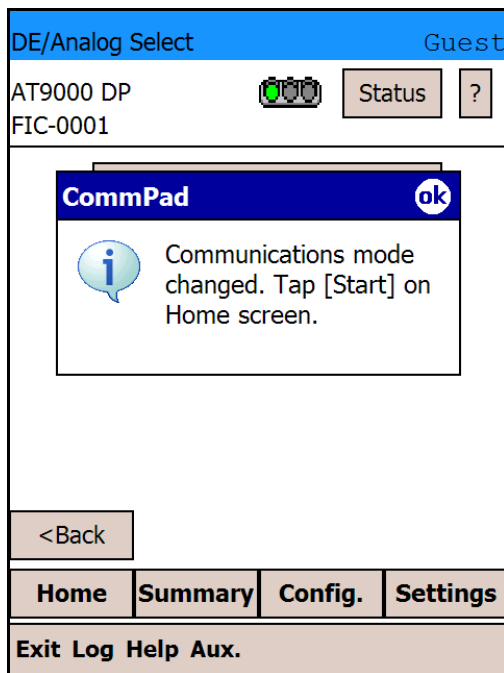 DE/Analog Select Guest
AT9000 DP
FIC-0001
Status ?
CommPad ok
i
Communications mode
changed. Tap [Start] on
Home screen.
<Back
Home Summary Config. Settings
Exit Log Help Aux.